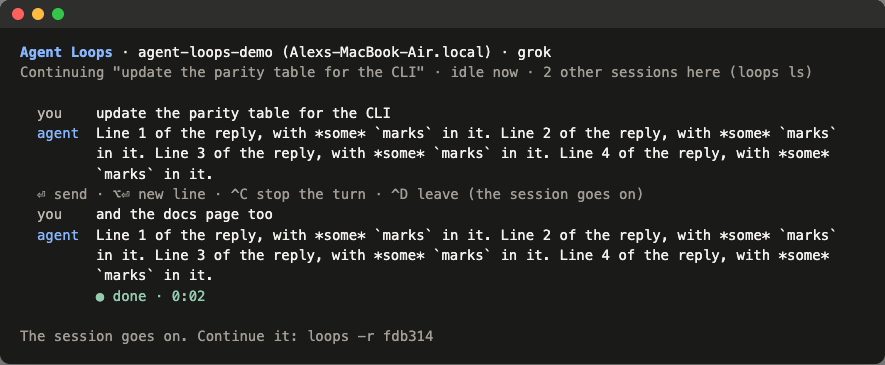 Agent Loops · agent-loops-demo (Alexs-MacBook-Air.local) · grok
Continuing "update the parity table for the CLI" · idle now · 2 other sessions here (loops ls)
you update the parity table for the CLI
agent Line 1 of the reply, with *some* `marks` in it. Line 2 of the reply, with *some* `marks`
in it. Line 3 of the reply, with *some* `marks` in it. Line 4 of the reply, with *some*
`marks` in it.
⏎ send · ⌥⏎ new line · ^C stop the turn · ^D leave (the session goes on)
you and the docs page too
agent Line 1 of the reply, with *some* `marks` in it. Line 2 of the reply, with *some* `marks`
in it. Line 3 of the reply, with *some* `marks` in it. Line 4 of the reply, with *some*
`marks` in it.
● done · 0:02
The session goes on. Continue it: loops -r fdb314